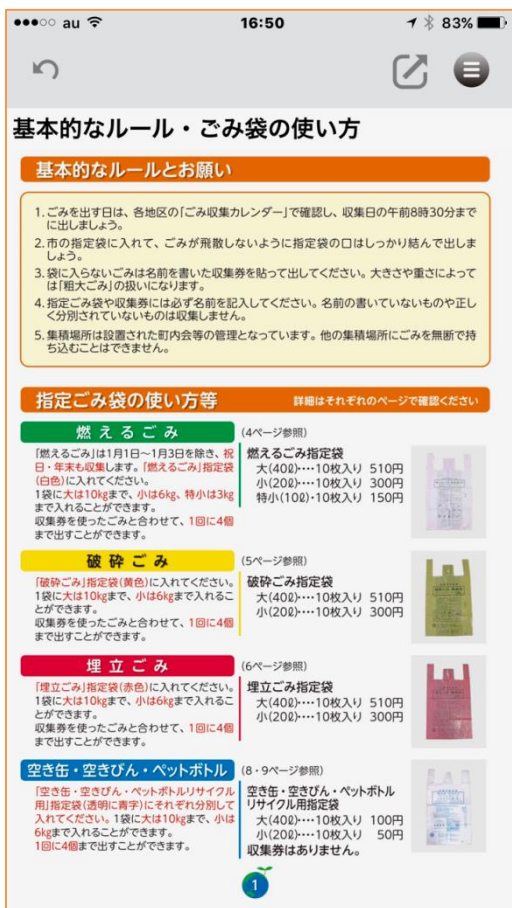 au 16:50 83%
基本的なルール・ごみ袋の使い方
基本的なルールとお願い
1. ごみを出す日は、各地区の「ごみ収集カレンダー」で確認し、収集日の午前8時30分まで
に出しましょう。
2. 市の指定袋に入れて、ごみが飛散しないように指定袋の口はしっかり結んで出しま
しょう。
3. 袋に入らないごみは名前を書いた収集券を貼って出してください。大きさや重さによって
は「粗大ごみ」の扱いになります。
4. 指定ごみ袋や収集券には必ず名前を記入してください。名前の書いていないものや正し
く分別されていないものは収集しません。
5. 集積場所は設置された町内会等の管理となっています。他の集積場所にごみを無断で持
ち込むことはできません。
指定ごみ袋の使い方等 詳細はそれぞれのページで確認ください
燃えるごみ
「燃えるごみ」は1月1日～1月3日を除き、祝
日・年末も収集します。「燃えるごみ」指定袋
(白色)に入れてください。
1袋に大は10kgまで、小は6kg、特小は3kg
まで入れることができます。
収集券を使ったごみと合わせて、1回に4個
まで出すことができます。
(4ページ参照)
燃えるごみ指定袋
大(40ℓ)‥‥10枚入り 510円
小(20ℓ)‥‥10枚入り 300円
特小(10ℓ)・10枚入り 150円
破砕ごみ
「破砕ごみ」指定袋(黄色)に入れてください。
1袋に大は10kgまで、小は6kgまで入れるこ
とができます。
収集券を使ったごみと合わせて、1回に4個
まで出すことができます。
(5ページ参照)
破砕ごみ指定袋
大(40ℓ)‥‥10枚入り 510円
小(20ℓ)‥‥10枚入り 300円
埋立ごみ
「埋立ごみ」指定袋(赤色)に入れてください。
1袋に大は10kgまで、小は6kgまで入れるこ
とができます。
収集券を使ったごみと合わせて、1回に4個
まで出すことができます。
(6ページ参照)
埋立ごみ指定袋
大(40ℓ)‥‥10枚入り 510円
小(20ℓ)‥‥10枚入り 300円
空き缶・空きびん・ペットボトル
「空き缶・空きびん・ペットボトルリサイクル
用」指定袋(透明に青字)にそれぞれ分別して
入れてください。1袋に大は10kgまで、小は
6kgまで入れることができます。
1回に4個まで出すことができます。
(8・9ページ参照)
空き缶・空きびん・ペットボトル
リサイクル用指定袋
大(40ℓ)‥‥10枚入り 100円
小(20ℓ)‥‥10枚入り 50円
収集券はありません。
1